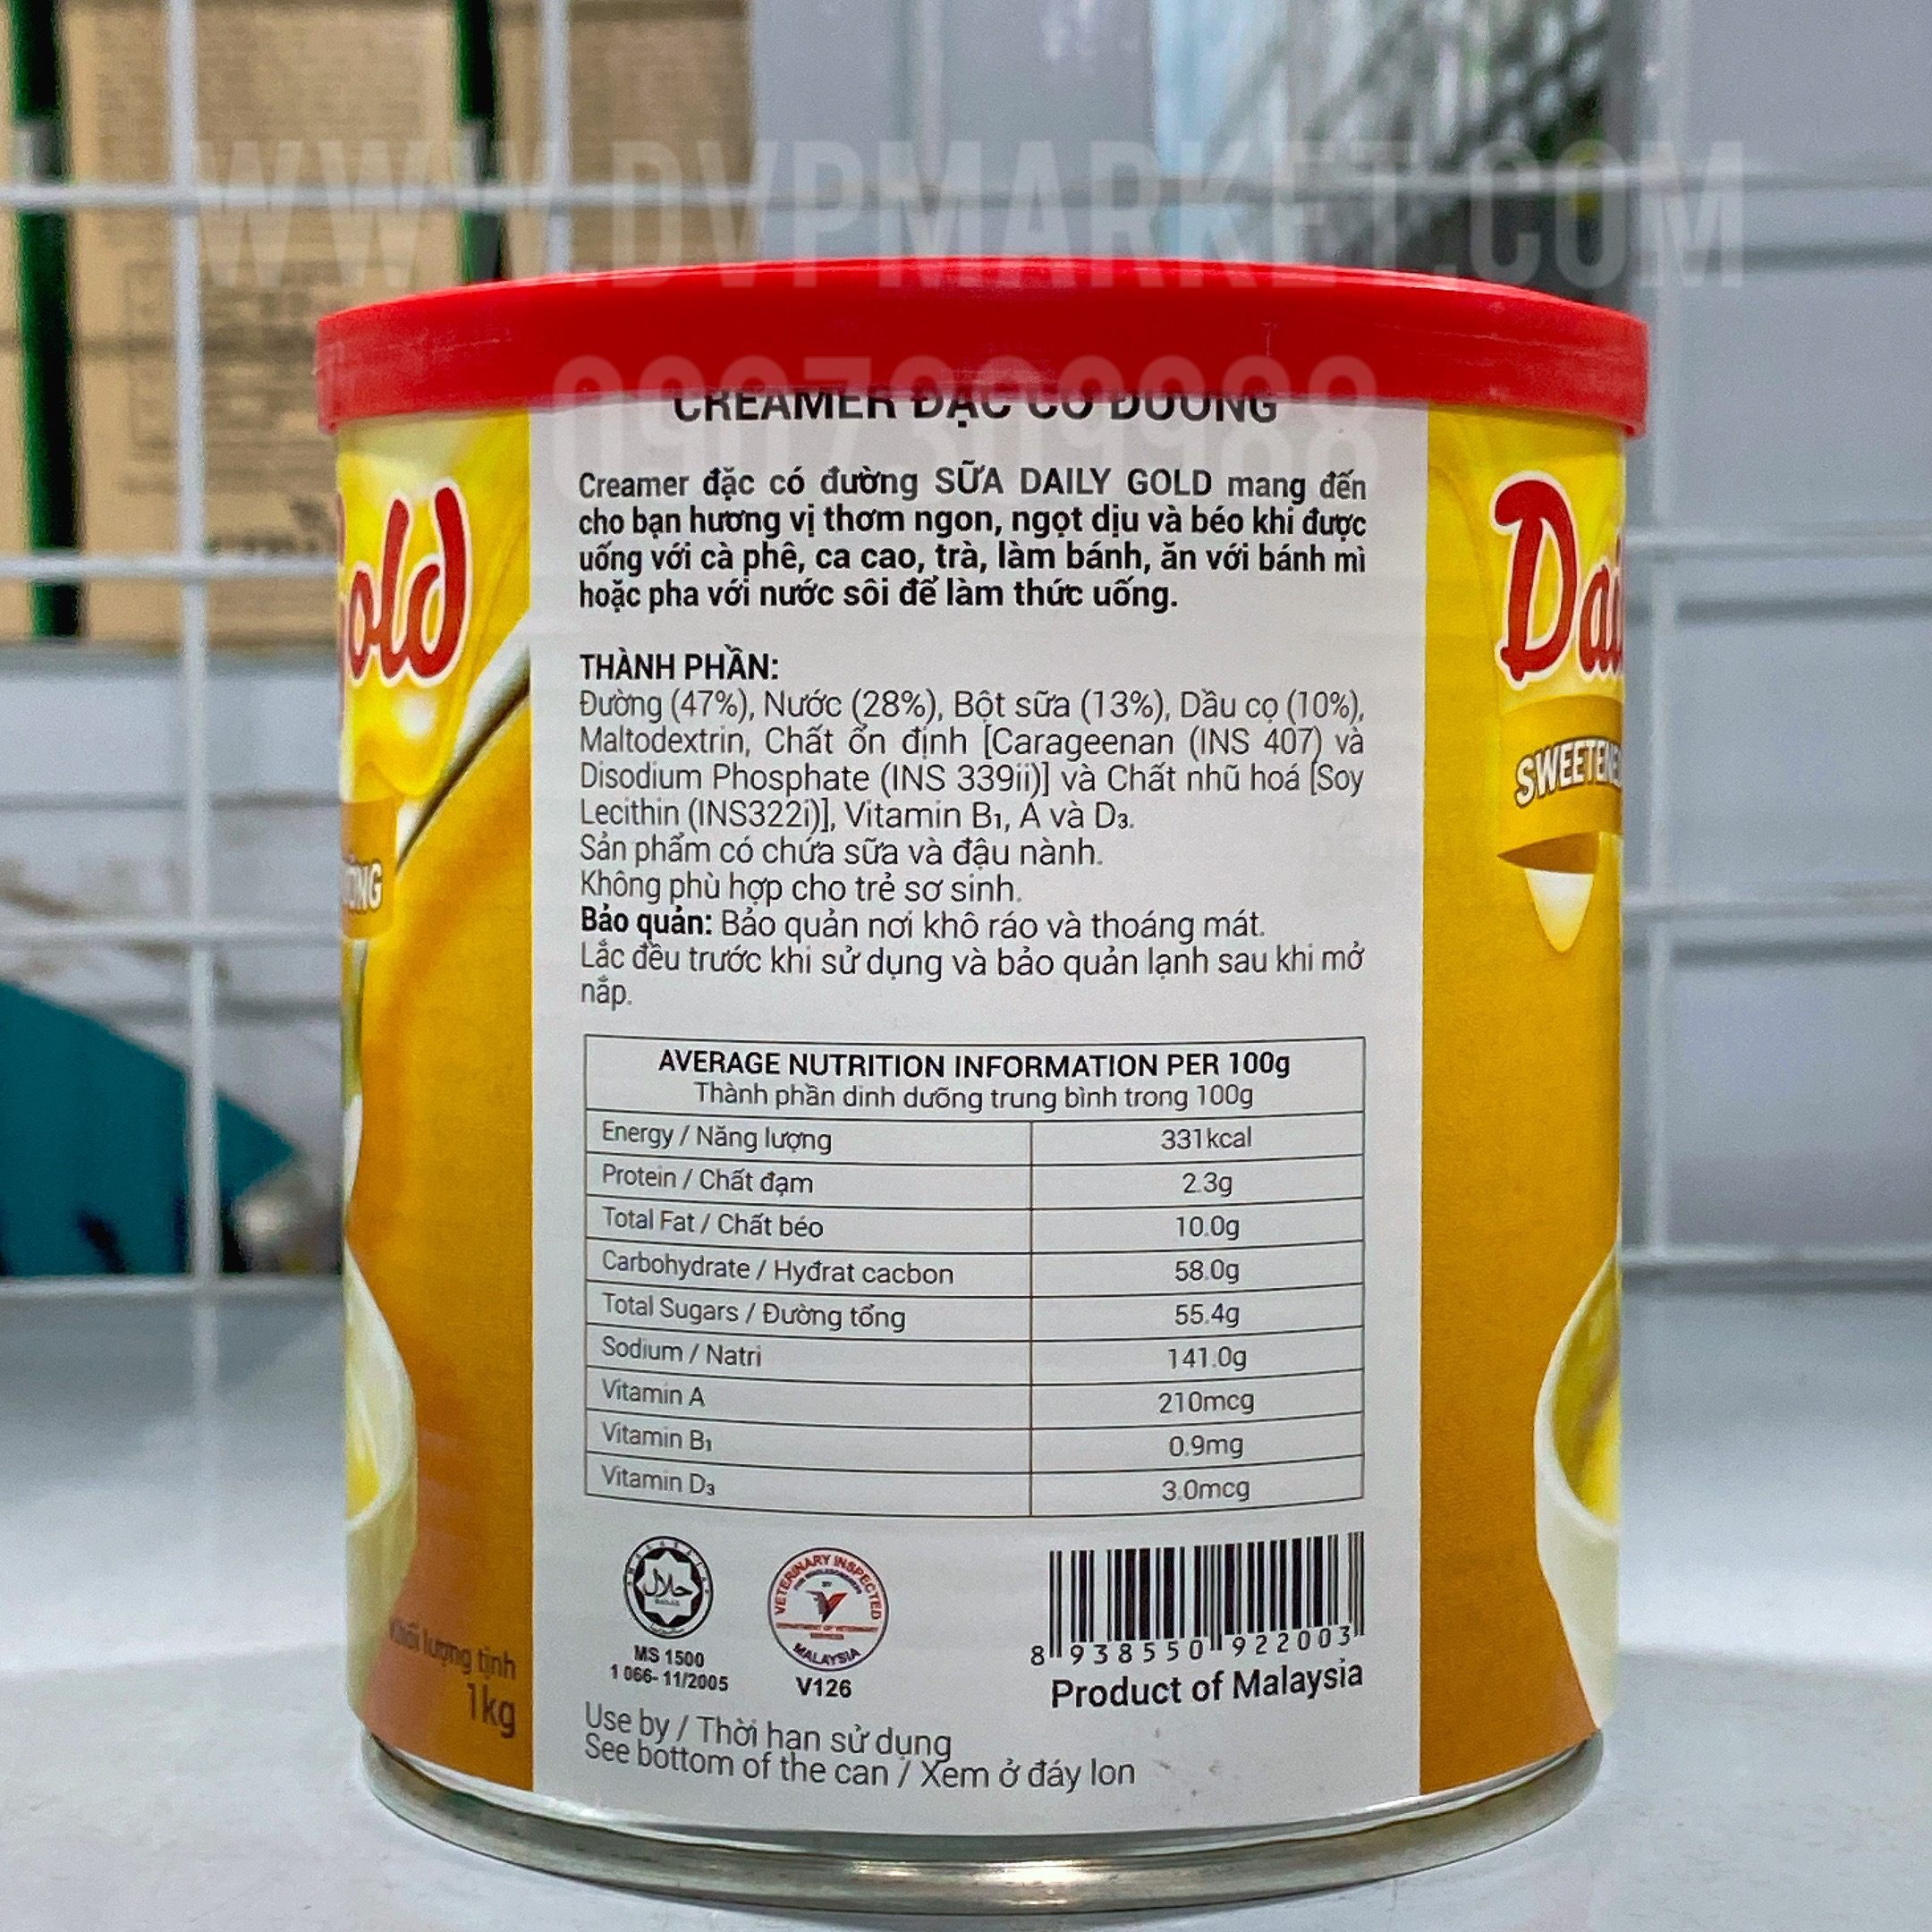 WWW.DVPMARKET.COM
0907309988
CREAMER ĐẶC CÓ ĐƯỜNG
Creamer đặc có đường SỮA DAILY GOLD mang đến
cho bạn hương vị thơm ngon, ngọt dịu và béo khi được
uống với cà phê, ca cao, trà, làm bánh, ăn với bánh mì
hoặc pha với nước sôi để làm thức uống.
THÀNH PHẦN:
Đường (47%), Nước (28%), Bột sữa (13%), Dầu cọ (10%),
Maltodextrin, Chất ổn định [Carageenan (INS 407) và
Disodium Phosphate (INS 339ii)] và Chất nhũ hoá [Soy
Lecithin (INS322i)], Vitamin B1, A và D3.
Sản phẩm có chứa sữa và đậu nành.
Không phù hợp cho trẻ sơ sinh.
Bảo quản: Bảo quản nơi khô ráo và thoáng mát.
Lắc đều trước khi sử dụng và bảo quản lạnh sau khi mở
nắp.
AVERAGE NUTRITION INFORMATION PER 100g
Thành phần dinh dưỡng trung bình trong 100g
Energy / Năng lượng 331kcal
Protein / Chất đạm 2.3g
Total Fat / Chất béo 10.0g
Carbohydrate / Hyđrat cacbon 58.0g
Total Sugars / Đường tổng 55.4g
Sodium / Natri 141.0g
Vitamin A 210mcg
Vitamin B1 0.9mg
Vitamin D3 3.0mcg
حلال
MS 1500
1 066- 11/2005
VETERINARY INSPECTED
MALAYSIA
V126
8 938550 922003
Product of Malaysia
Use by / Thời hạn sử dụng
See bottom of the can / Xem ở đáy lon
old
Khối lượng tịnh
1kg
Dai
SWEETENE